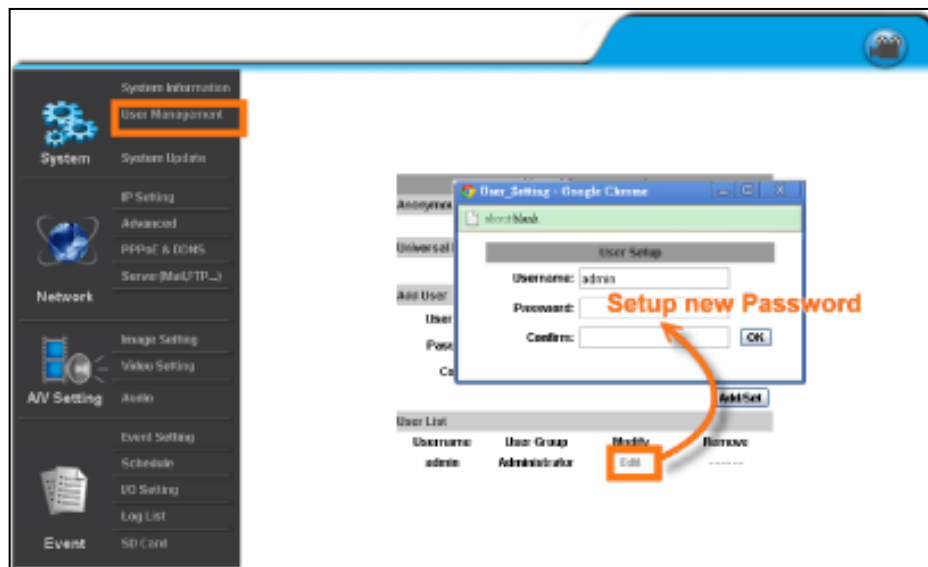 System Information
User Management
System
System Update
IP Setting
Advanced
PPPoE & DDNS
Server(Mail,FTP...)
Network
Image Setting
Video Setting
A/V Setting
Audio
Event Setting
Schedule
I/O Setting
Log List
Event
SD Card
User_Setting - Google Chrome
about:blank
User Setup
Username: admin
Password:
Setup new Password
Confirm:
OK
Add User
User
Add/Set
User List
Username User Group Modify Remove
admin Administrator Edit ------